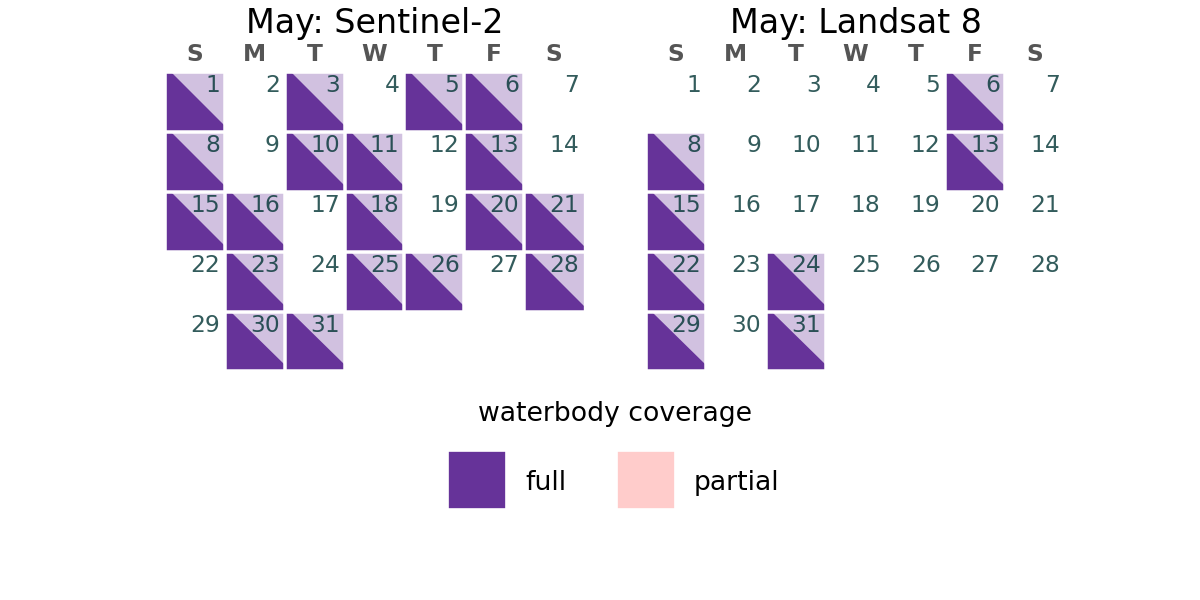 May: Sentinel-2
S M T W T F S
1 2 3 4 5 6 7
8 9 10 11 12 13 14
15 16 17 18 19 20 21
22 23 24 25 26 27 28
29 30 31
May: Landsat 8
S M T W T F S
1 2 3 4 5 6 7
8 9 10 11 12 13 14
15 16 17 18 19 20 21
22 23 24 25 26 27 28
29 30 31
waterbody coverage
full partial